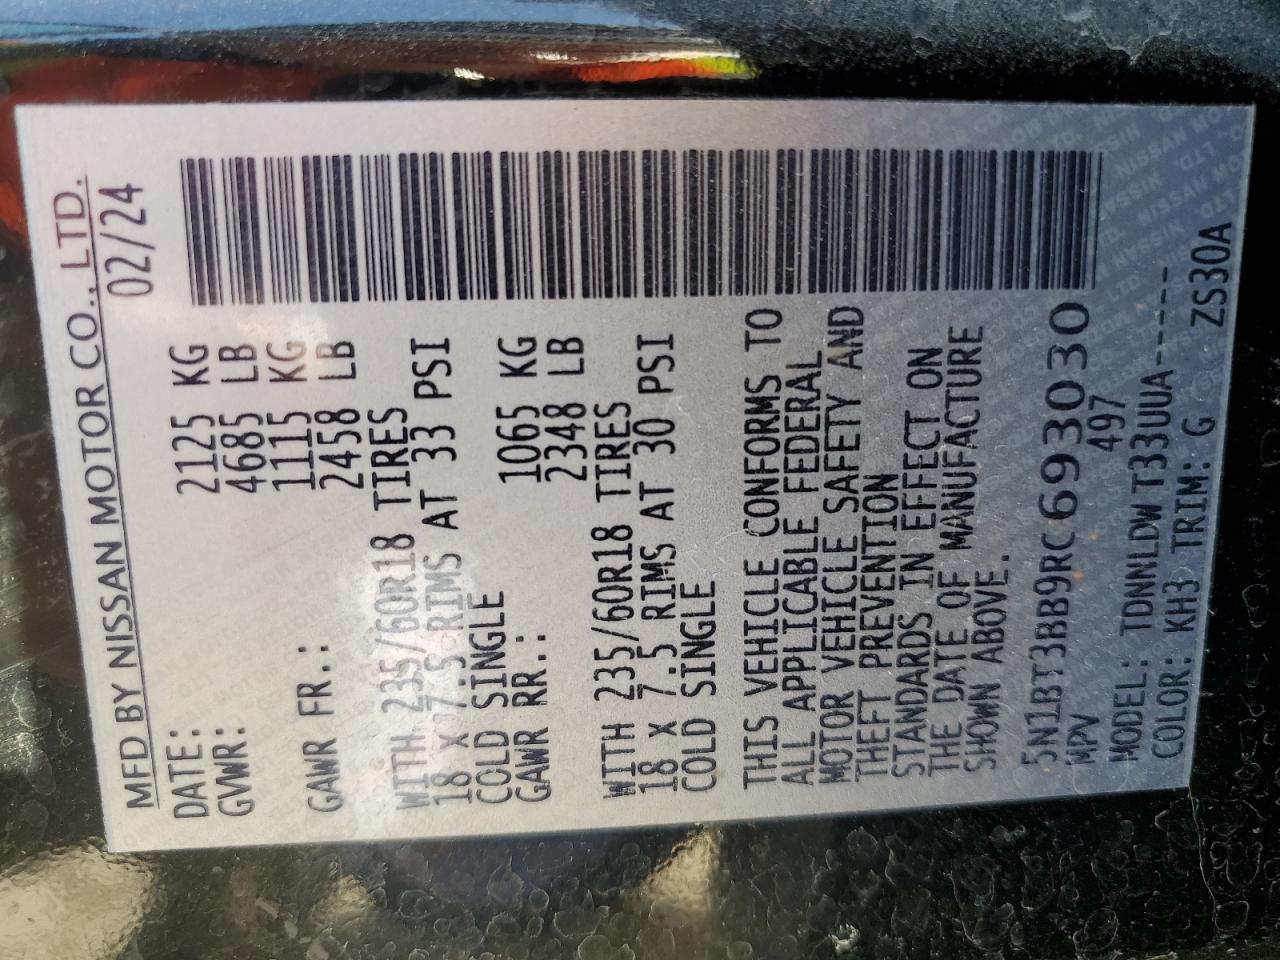 MFD BY NISSAN MOTOR CO., LTD.
DATE: 02/24
GVWR: 2125 KG
4685 LB
GAWR FR.: 1115 KG
2458 LB
WITH 235/60R18 TIRES
18 X 7.5 RIMS AT 33 PSI
COLD SINGLE
GAWR RR.: 1065 KG
2348 LB
WITH 235/60R18 TIRES
18 X 7.5 RIMS AT 30 PSI
COLD SINGLE
THIS VEHICLE CONFORMS TO
ALL APPLICABLE FEDERAL
MOTOR VEHICLE SAFETY AND
THEFT PREVENTION
STANDARDS IN EFFECT ON
THE DATE OF MANUFACTURE
SHOWN ABOVE.
5N1BT3BB9RC693030
MPV 497
MODEL: TDNNLDWT33UUA-----
COLOR: KH3 TRIM: G ZS30A